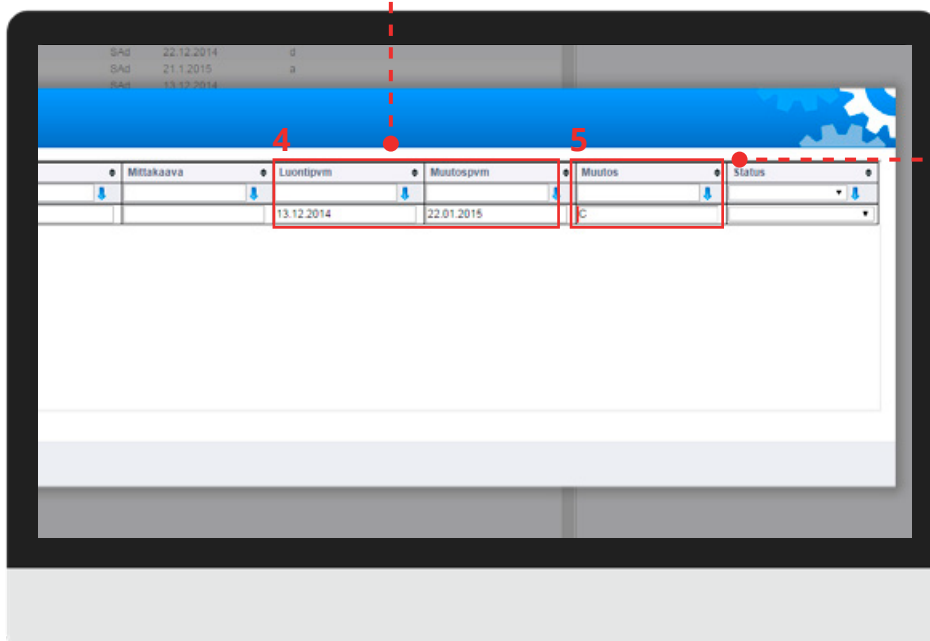 SAd 22.12.2014 d
SAd 21.1.2015 a
SAd 13.12.2014
4 5
Mittakaava Luontipvm Muutospvm Muutos Status
13.12.2014 22.01.2015 C